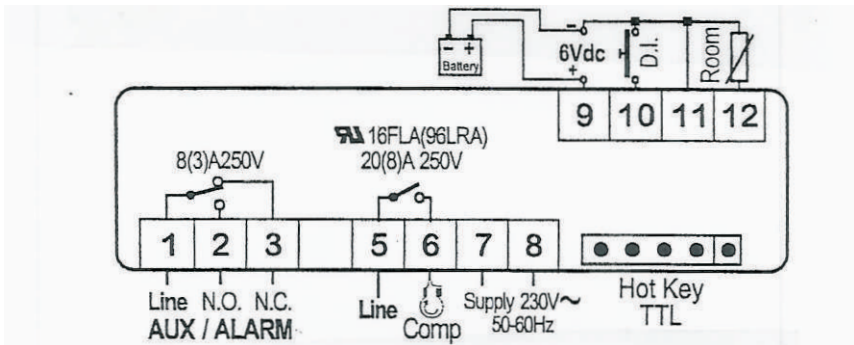 - +
Battery
-
6Vdc
+
D.I.
Room
9 10 11 12
8(3)A250V
16FLA(96LRA)
20(8)A 250V
1 2 3 5 6 7 8
Line N.O. N.C.
AUX / ALARM
Line
Comp
Supply 230V~
50-60Hz
Hot Key
TTL